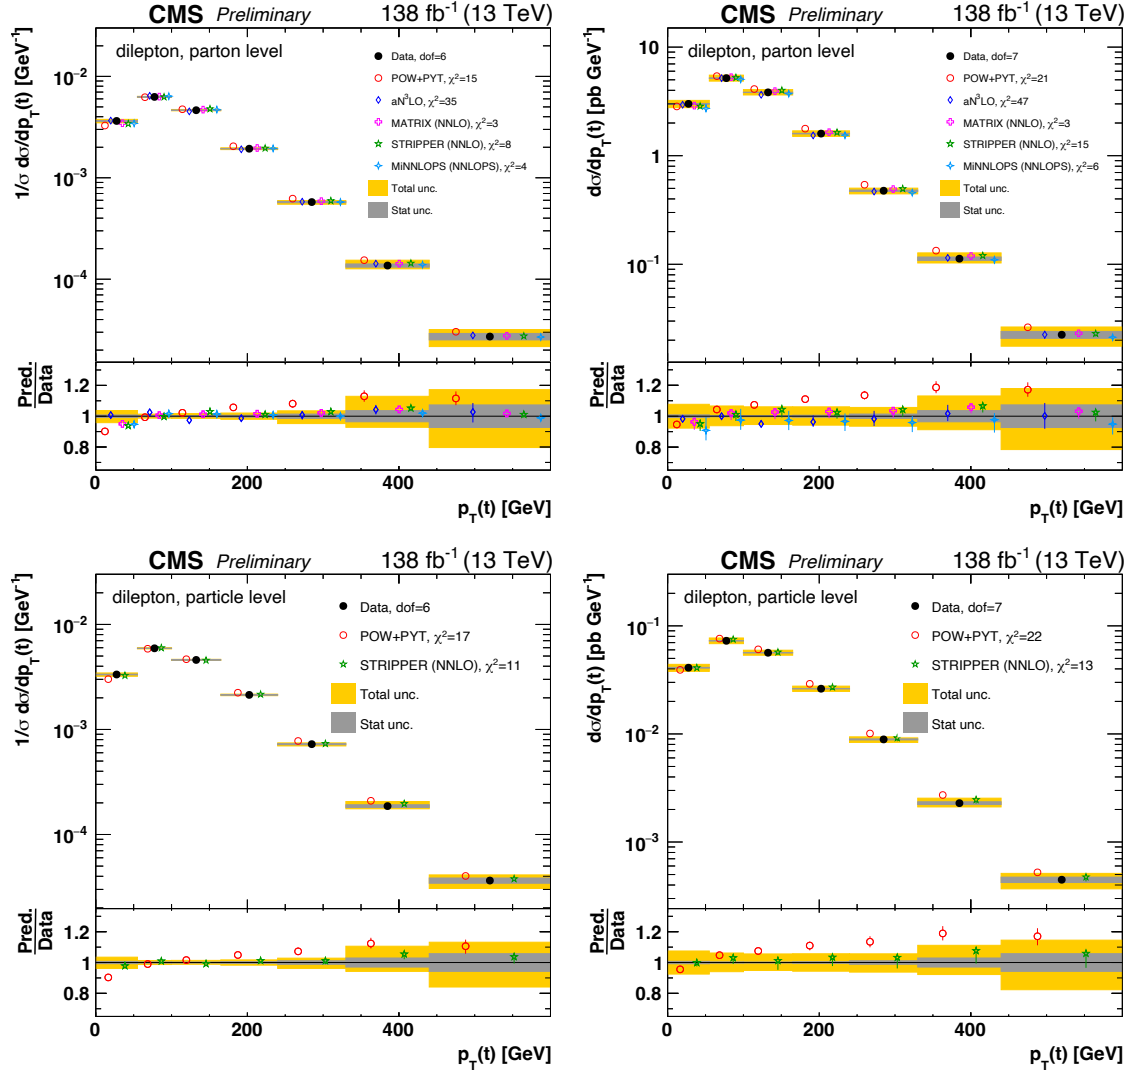 CMS Preliminary 138 fb⁻¹ (13 TeV)
dilepton, parton level
Data, dof=6
POW+PYT, χ²=15
aN³LO, χ²=35
MATRIX (NNLO), χ²=3
STRIPPER (NNLO), χ²=8
MiNNLOPS (NNLOPS), χ²=4
Total unc.
Stat unc.
1/σ dσ/dp_T(t) [GeV⁻¹]
10⁻²
10⁻³
10⁻⁴
Pred.
Data
1.2
1
0.8
0 200 400
p_T(t) [GeV]
CMS Preliminary 138 fb⁻¹ (13 TeV)
dilepton, parton level
Data, dof=7
POW+PYT, χ²=21
aN³LO, χ²=47
MATRIX (NNLO), χ²=3
STRIPPER (NNLO), χ²=15
MiNNLOPS (NNLOPS), χ²=6
Total unc.
Stat unc.
dσ/dp_T(t) [pb GeV⁻¹]
10
1
10⁻¹
Pred.
Data
1.2
1
0.8
0 200 400
p_T(t) [GeV]
CMS Preliminary 138 fb⁻¹ (13 TeV)
dilepton, particle level
Data, dof=6
POW+PYT, χ²=17
STRIPPER (NNLO), χ²=11
Total unc.
Stat unc.
1/σ dσ/dp_T(t) [GeV⁻¹]
10⁻²
10⁻³
10⁻⁴
Pred.
Data
1.2
1
0.8
0 200 400
p_T(t) [GeV]
CMS Preliminary 138 fb⁻¹ (13 TeV)
dilepton, particle level
Data, dof=7
POW+PYT, χ²=22
STRIPPER (NNLO), χ²=13
Total unc.
Stat unc.
dσ/dp_T(t) [pb GeV⁻¹]
10⁻¹
10⁻²
10⁻³
Pred.
Data
1.2
1
0.8
0 200 400
p_T(t) [GeV]